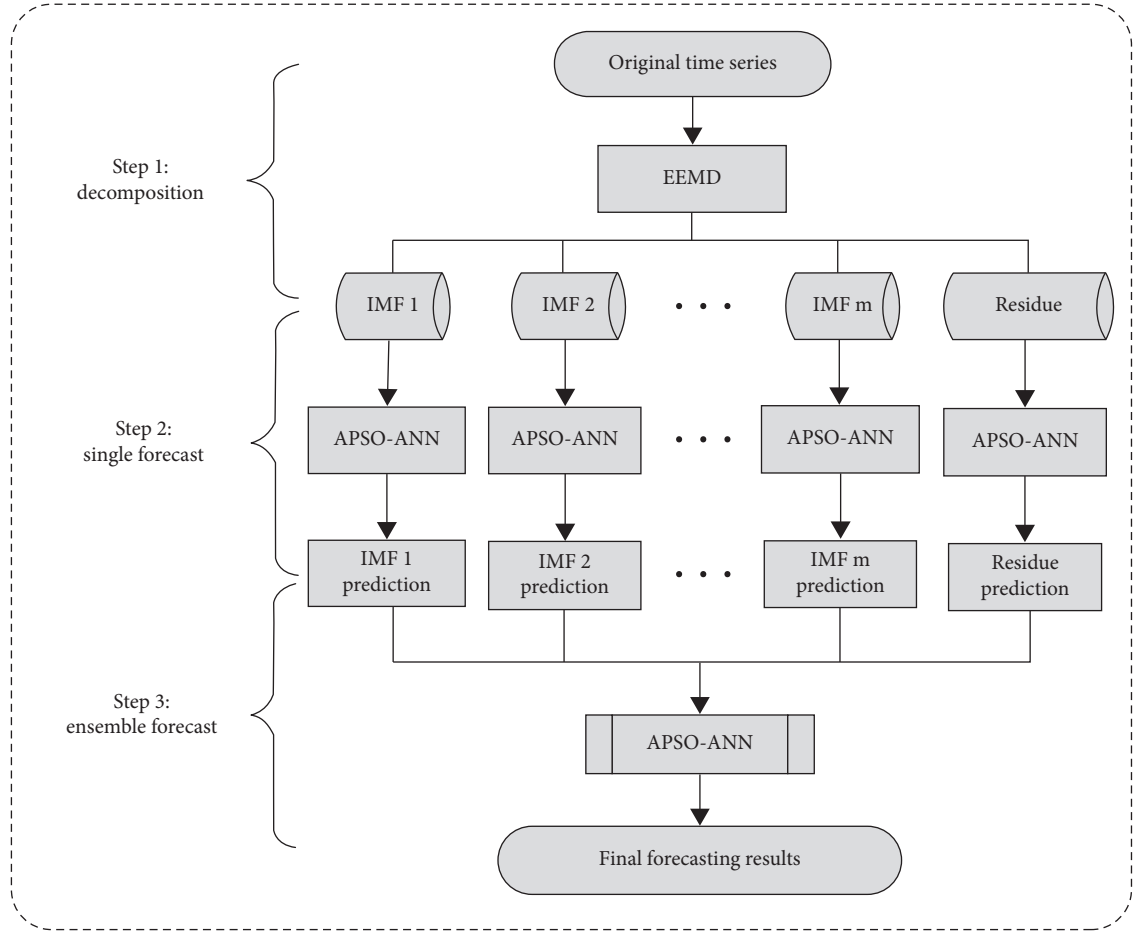 Original time series
Step 1:
decomposition
EEMD
IMF 1
IMF 2
• • •
IMF m
Residue
Step 2:
single forecast
APSO-ANN
APSO-ANN
• • •
APSO-ANN
APSO-ANN
IMF 1
prediction
IMF 2
prediction
• • •
IMF m
prediction
Residue
prediction
Step 3:
ensemble forecast
APSO-ANN
Final forecasting results